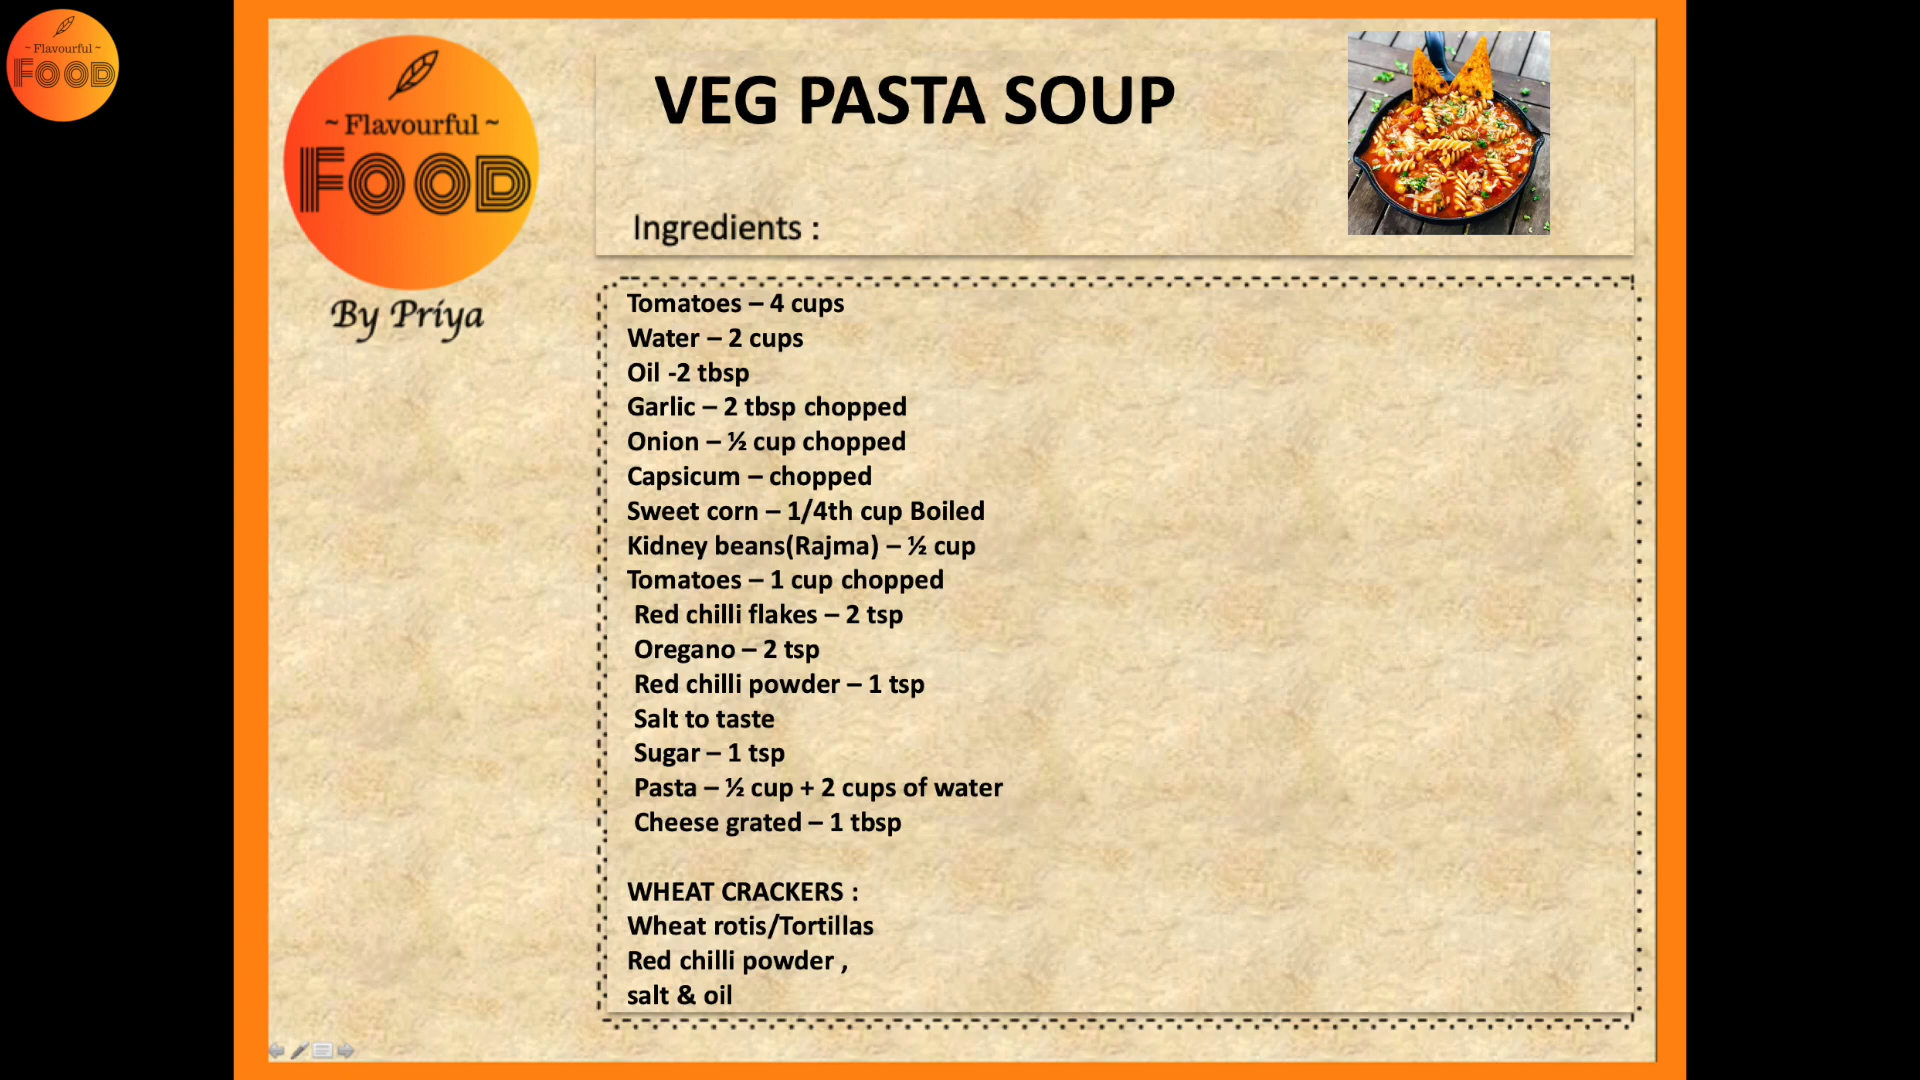 ~ Flavourful ~
FOOD
~ Flavourful ~
FOOD
By Priya
VEG PASTA SOUP
Ingredients :
Tomatoes – 4 cups
Water – 2 cups
Oil -2 tbsp
Garlic – 2 tbsp chopped
Onion – ½ cup chopped
Capsicum – chopped
Sweet corn – 1/4th cup Boiled
Kidney beans(Rajma) – ½ cup
Tomatoes – 1 cup chopped
Red chilli flakes – 2 tsp
Oregano – 2 tsp
Red chilli powder – 1 tsp
Salt to taste
Sugar – 1 tsp
Pasta – ½ cup + 2 cups of water
Cheese grated – 1 tbsp
WHEAT CRACKERS :
Wheat rotis/Tortillas
Red chilli powder ,
salt & oil